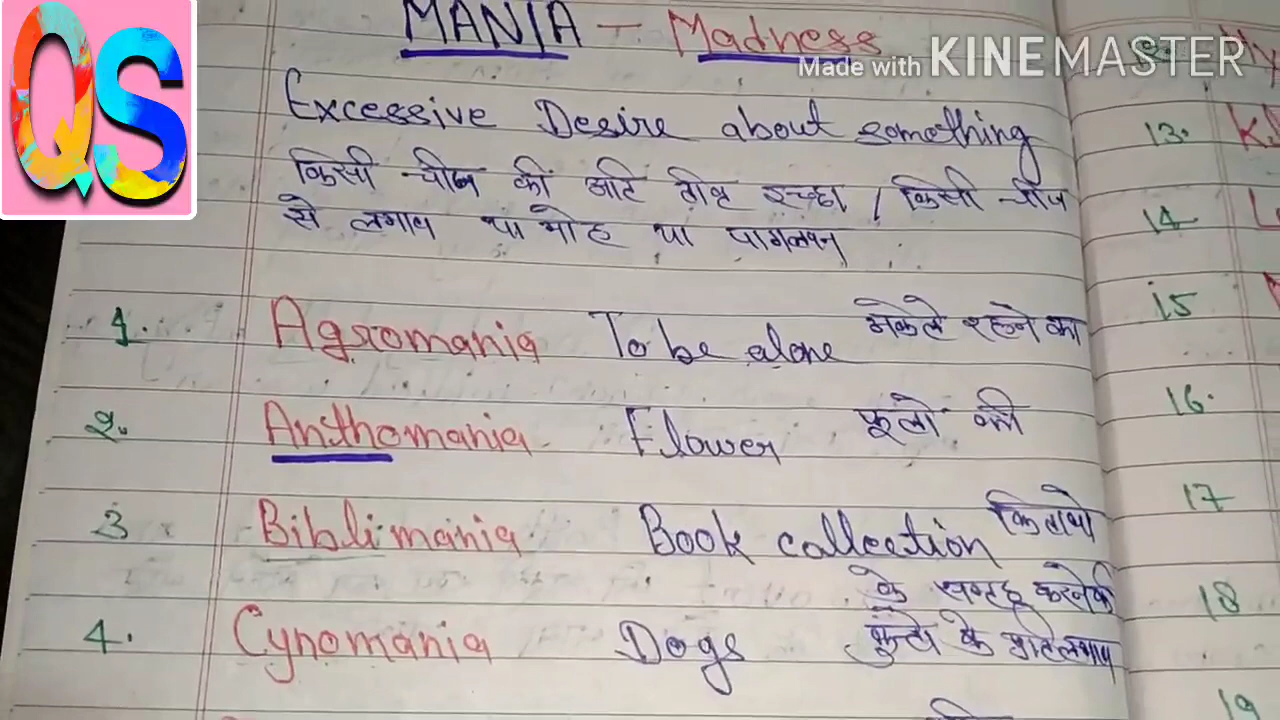 QS
MANIA - Madness
Made with KINEMASTER
Excessive Desire about something
किसी चीज की अति तीव्र इच्छा / किसी चीज
से लगाव या मोह या पागलपन
1. Agromania To be alone अकेले रहने का
2. Anthomania Flower फूलो की
3 Biblimania Book collection किताबो
के संग्रह करने की
4. Cynomania Dogs कुत्तो के प्रति लगाव
13.
14
15
16.
17
18
19